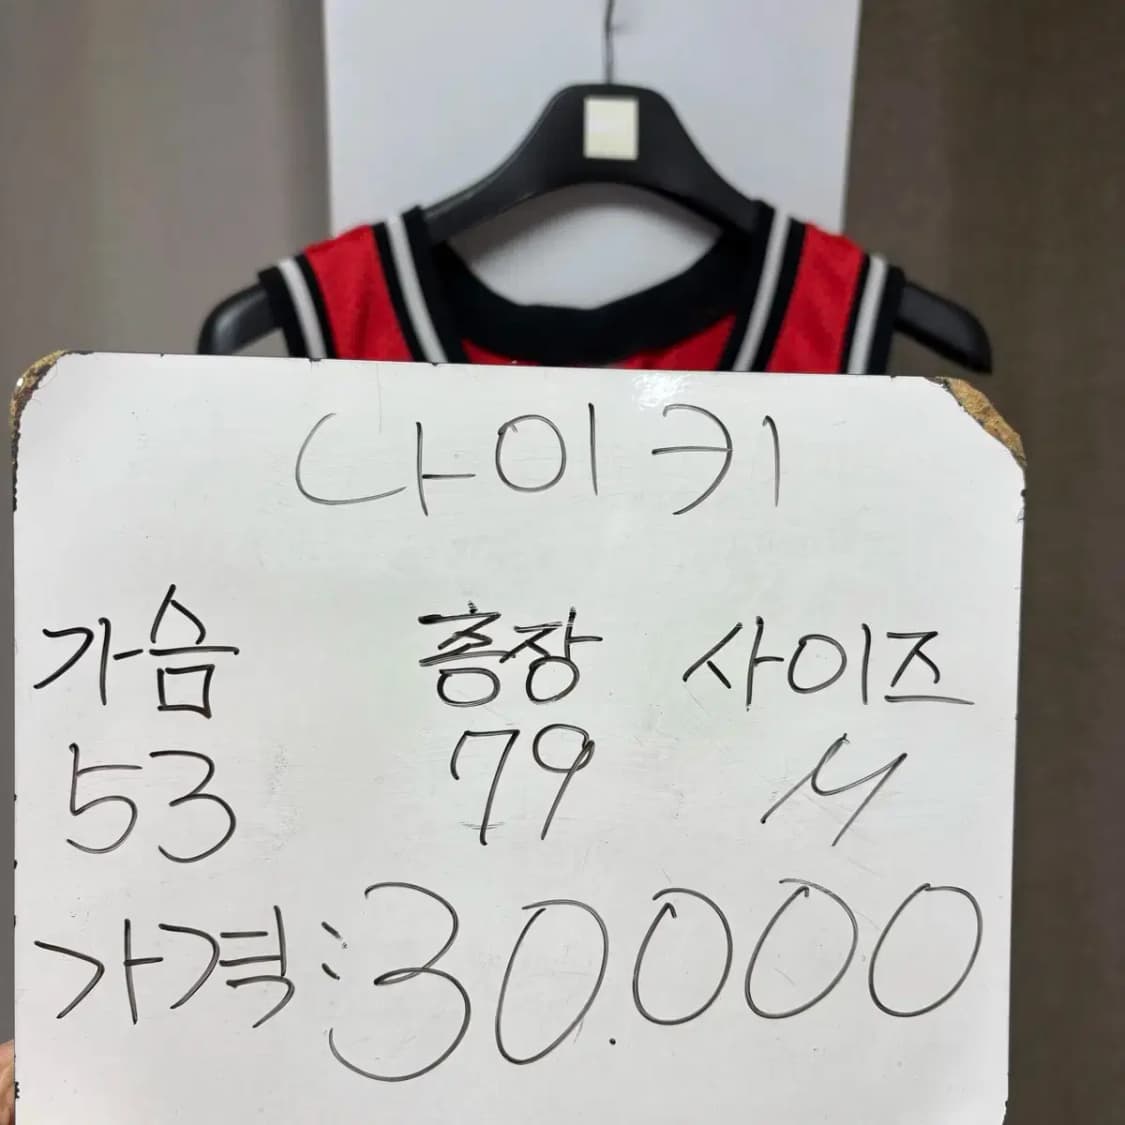 나이키
가슴 총장 사이즈
53 79 M
가격:30.000